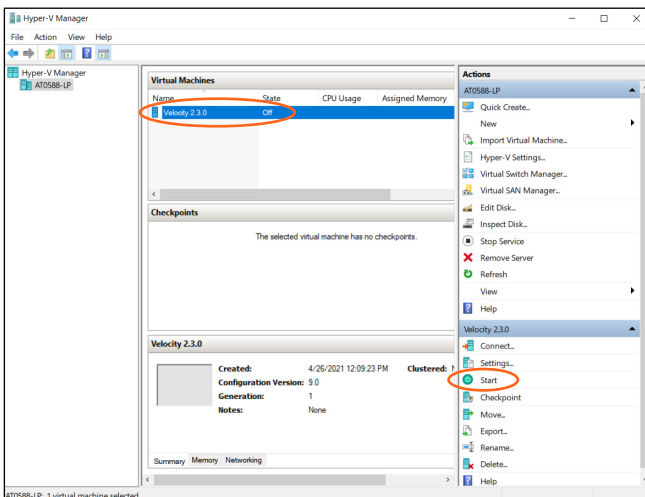 Hyper-V Manager
File Action View Help
Hyper-V Manager
AT0588-LP
Virtual Machines
Name State CPU Usage Assigned Memory
Velocity 2.3.0 Off
Checkpoints
The selected virtual machine has no checkpoints.
Velocity 2.3.0
Created: 4/26/2021 12:09:23 PM Clustered:
Configuration Version: 9.0
Generation: 1
Notes: None
Summary Memory Networking
Actions
AT0588-LP
Quick Create...
New
Import Virtual Machine...
Hyper-V Settings...
Virtual Switch Manager...
Virtual SAN Manager...
Edit Disk...
Inspect Disk...
Stop Service
Remove Server
Refresh
View
Help
Velocity 2.3.0
Connect...
Settings...
Start
Checkpoint
Move...
Export...
Rename...
Delete...
Help
AT0588-LP: 1 virtual machine selected.